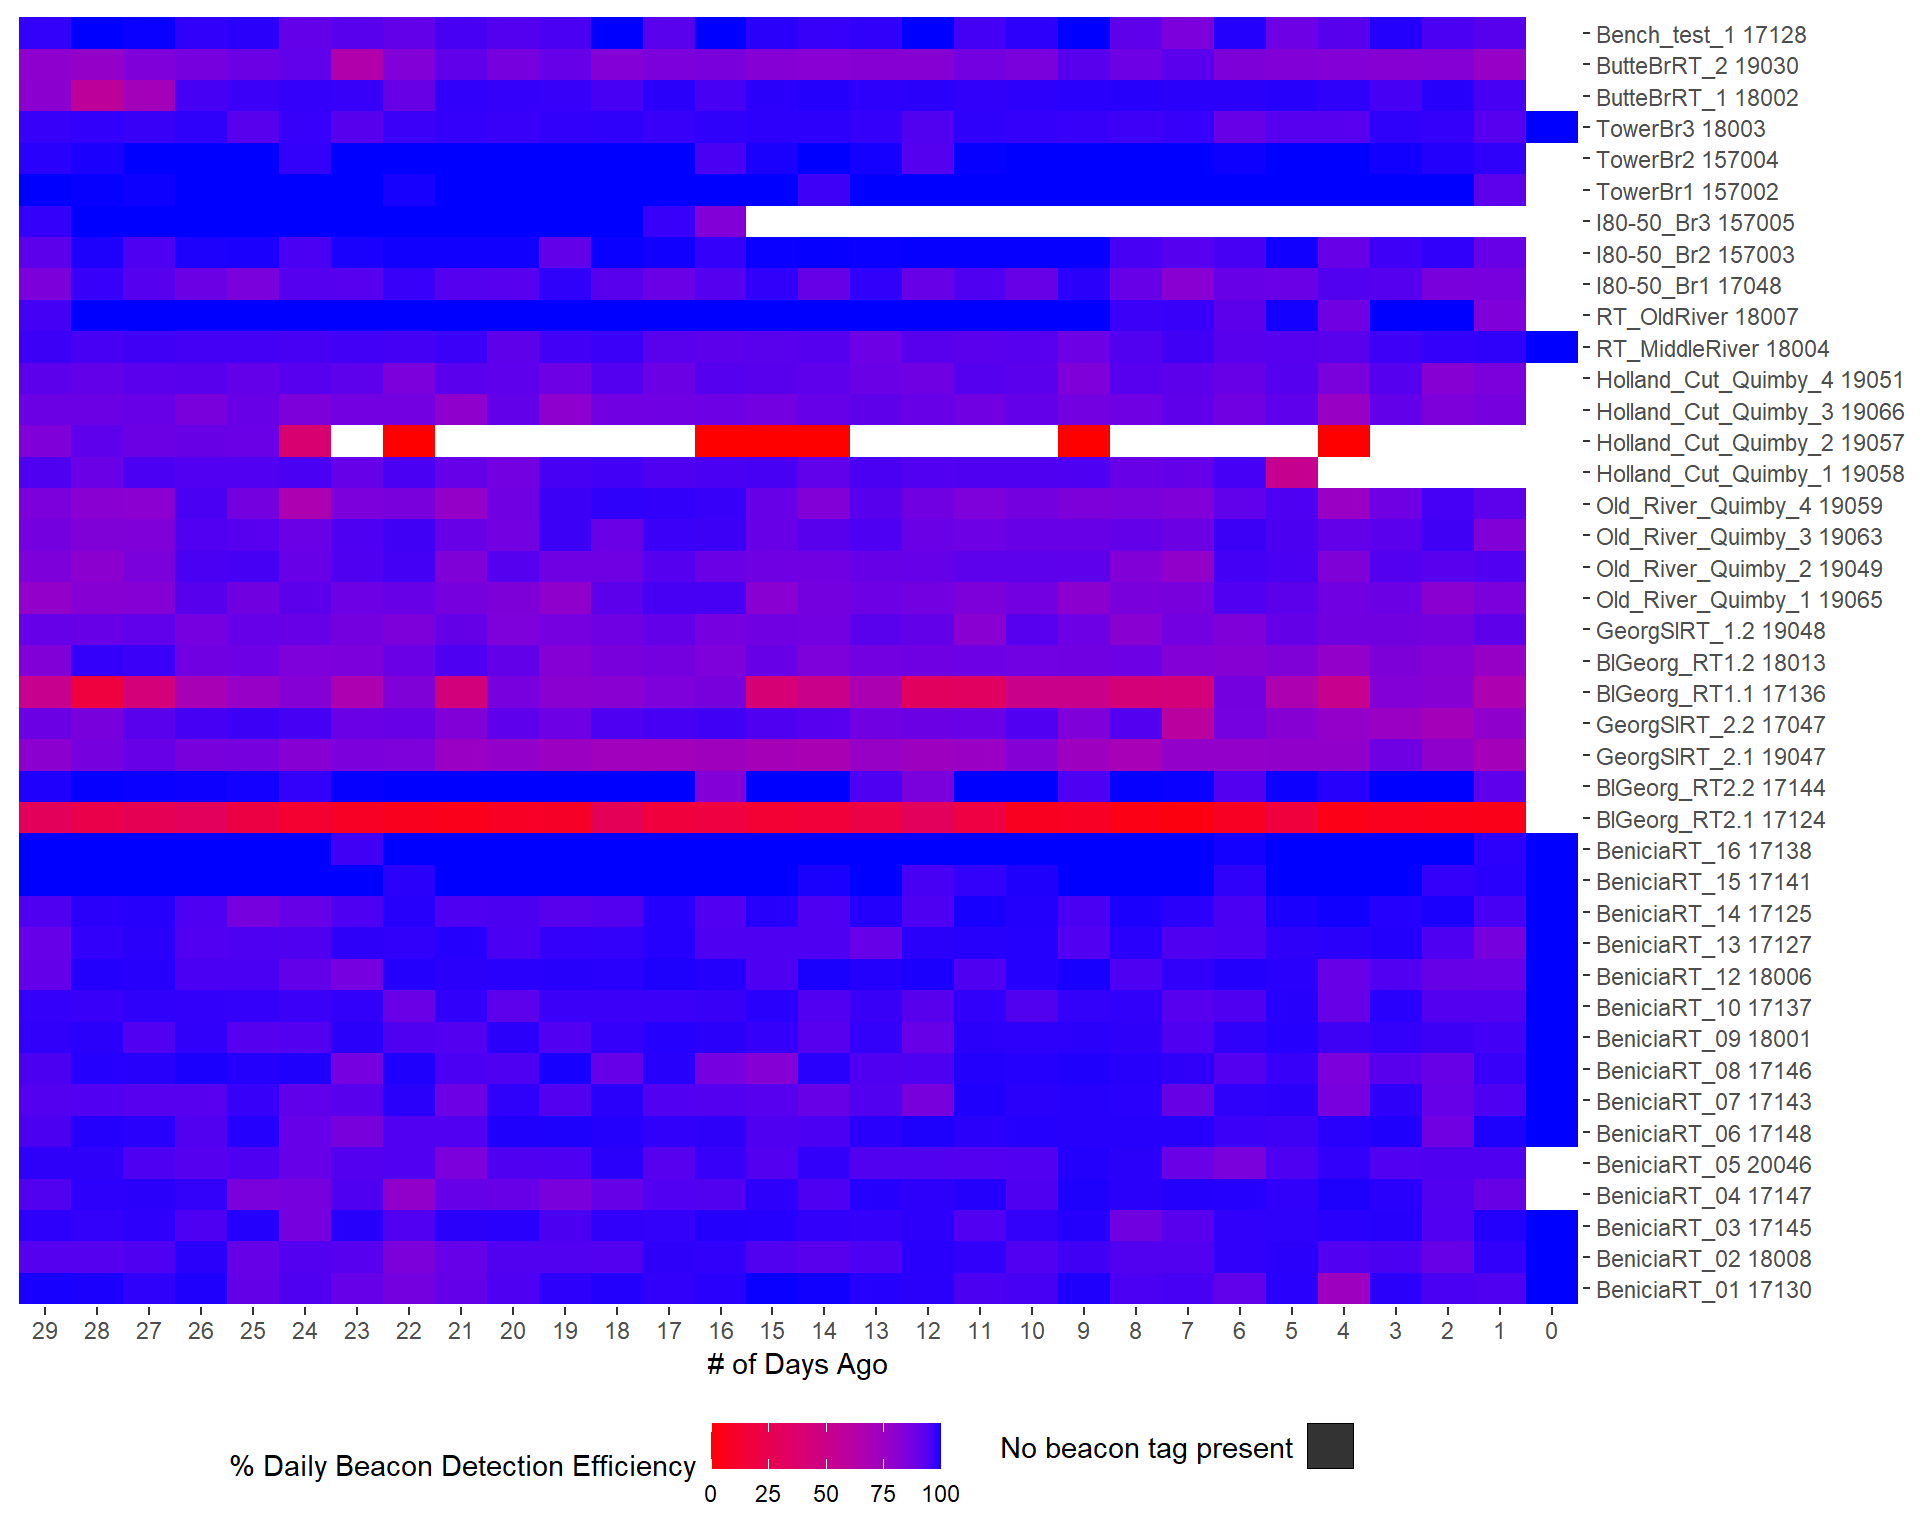 Bench_test_1 17128
ButteBrRT_2 19030
ButteBrRT_1 18002
TowerBr3 18003
TowerBr2 157004
TowerBr1 157002
I80-50_Br3 157005
I80-50_Br2 157003
I80-50_Br1 17048
RT_OldRiver 18007
RT_MiddleRiver 18004
Holland_Cut_Quimby_4 19051
Holland_Cut_Quimby_3 19066
Holland_Cut_Quimby_2 19057
Holland_Cut_Quimby_1 19058
Old_River_Quimby_4 19059
Old_River_Quimby_3 19063
Old_River_Quimby_2 19049
Old_River_Quimby_1 19065
GeorgSlRT_1.2 19048
BlGeorg_RT1.2 18013
BlGeorg_RT1.1 17136
GeorgSlRT_2.2 17047
GeorgSlRT_2.1 19047
BlGeorg_RT2.2 17144
BlGeorg_RT2.1 17124
BeniciaRT_16 17138
BeniciaRT_15 17141
BeniciaRT_14 17125
BeniciaRT_13 17127
BeniciaRT_12 18006
BeniciaRT_10 17137
BeniciaRT_09 18001
BeniciaRT_08 17146
BeniciaRT_07 17143
BeniciaRT_06 17148
BeniciaRT_05 20046
BeniciaRT_04 17147
BeniciaRT_03 17145
BeniciaRT_02 18008
BeniciaRT_01 17130
29 28 27 26 25 24 23 22 21 20 19 18 17 16 15 14 13 12 11 10 9 8 7 6 5 4 3 2 1 0
# of Days Ago
% Daily Beacon Detection Efficiency
0 25 50 75 100
No beacon tag present